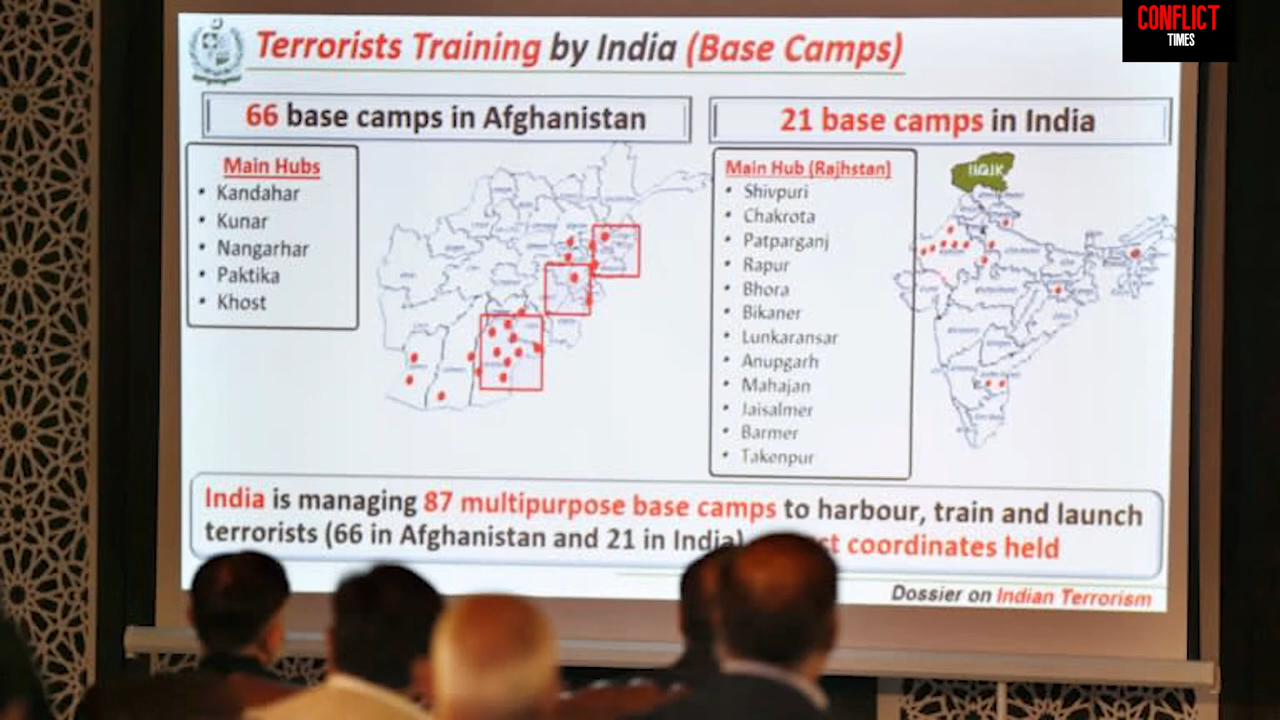 CONFLICT
TIMES
Terrorists Training by India (Base Camps)
66 base camps in Afghanistan
Main Hubs
• Kandahar
• Kunar
• Nangarhar
• Paktika
• Khost
21 base camps in India
Main Hub (Rajhstan)
• Shivpuri
• Chakrota
• Patparganj
• Rapur
• Bhora
• Bikaner
• Lunkaransar
• Anupgarh
• Mahajan
• Jaisalmer
• Barmer
• Takenpur
IIOJK
India is managing 87 multipurpose base camps to harbour, train and launch
terrorists (66 in Afghanistan and 21 in India) coordinates held
Dossier on Indian Terrorism